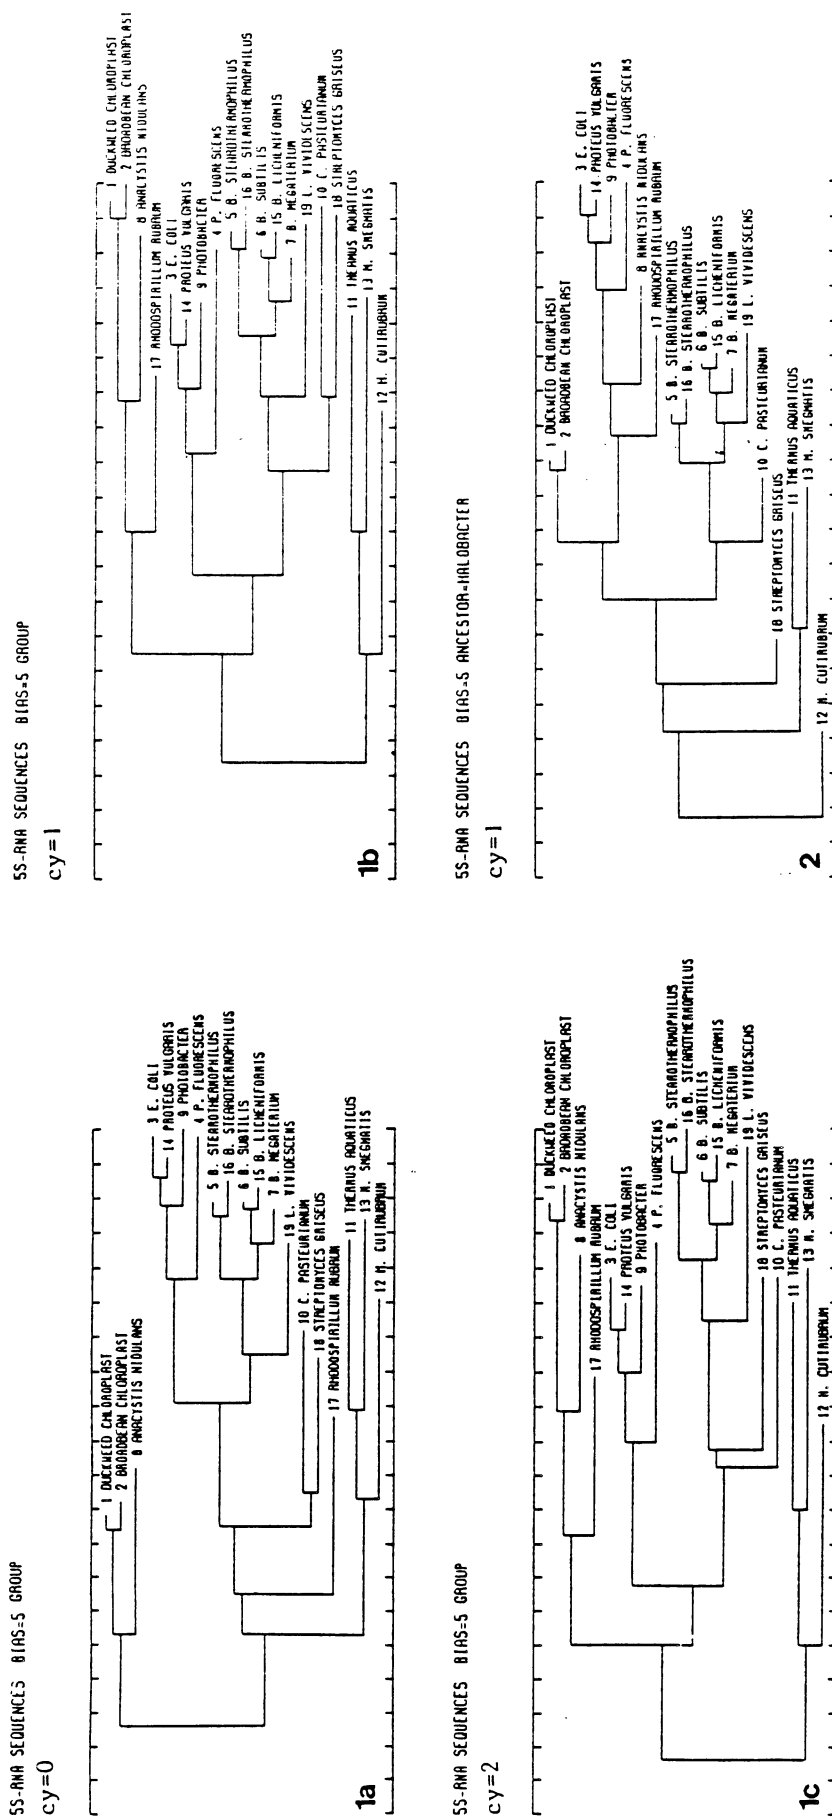 5S-RNA SEQUENCES BIAS=5 GROUP
cy=0
1 DUCKWEED CHLOROPLAST
2 BROADBEAN CHLOROPLAST
8 ANACYSTIS NIDULANS
3 E. COLI
14 PROTEUS VULGARIS
9 PHOTOBACTER
4 P. FLUORESCENS
5 B. STEAROTHERMOPHILUS
16 B. STEAROTHERMOPHILUS
6 B. SUBTILIS
15 B. LICHENIFORMIS
7 B. MEGATERIUM
19 L. VIVIDESCENS
10 C. PASTEURIANUM
18 STREPTOMYCES GRISEUS
17 RHODOSPIRILLUM RUBRUM
11 THERMUS AQUATICUS
13 M. SMEGMATIS
12 H. CUTIRUBRUM
1a
5S-RNA SEQUENCES BIAS=5 GROUP
cy=1
1 DUCKWEED CHLOROPLAST
2 BROADBEAN CHLOROPLAST
8 ANACYSTIS NIDULANS
17 RHODOSPIRILLUM RUBRUM
3 E. COLI
14 PROTEUS VULGARIS
9 PHOTOBACTER
4 P. FLUORESCENS
5 B. STEAROTHERMOPHILUS
16 B. STEAROTHERMOPHILUS
6 B. SUBTILIS
15 B. LICHENIFORMIS
7 B. MEGATERIUM
19 L. VIVIDESCENS
10 C. PASTEURIANUM
18 STREPTOMYCES GRISEUS
11 THERMUS AQUATICUS
13 M. SMEGMATIS
12 H. CUTIRUBRUM
1b
5S-RNA SEQUENCES BIAS=5 GROUP
cy=2
1 DUCKWEED CHLOROPLAST
2 BROADBEAN CHLOROPLAST
8 ANACYSTIS NIDULANS
17 RHODOSPIRILLUM RUBRUM
3 E. COLI
14 PROTEUS VULGARIS
9 PHOTOBACTER
4 P. FLUORESCENS
5 B. STEAROTHERMOPHILUS
16 B. STEAROTHERMOPHILUS
6 B. SUBTILIS
15 B. LICHENIFORMIS
7 B. MEGATERIUM
19 L. VIVIDESCENS
18 STREPTOMYCES GRISEUS
10 C. PASTEURIANUM
11 THERMUS AQUATICUS
13 M. SMEGMATIS
12 H. CUTIRUBRUM
1c
5S-RNA SEQUENCES BIAS=5 ANCESTOR=HALOBACTER
cy=1
1 DUCKWEED CHLOROPLAST
2 BROADBEAN CHLOROPLAST
3 E. COLI
14 PROTEUS VULGARIS
9 PHOTOBACTER
4 P. FLUORESCENS
8 ANACYSTIS NIDULANS
17 RHODOSPIRILLUM RUBRUM
5 B. STEAROTHERMOPHILUS
16 B. STEAROTHERMOPHILUS
6 B. SUBTILIS
15 B. LICHENIFORMIS
7 B. MEGATERIUM
19 L. VIVIDESCENS
10 C. PASTEURIANUM
18 STREPTOMYCES GRISEUS
11 THERMUS AQUATICUS
13 M. SMEGMATIS
12 H. CUTIRUBRUM
2